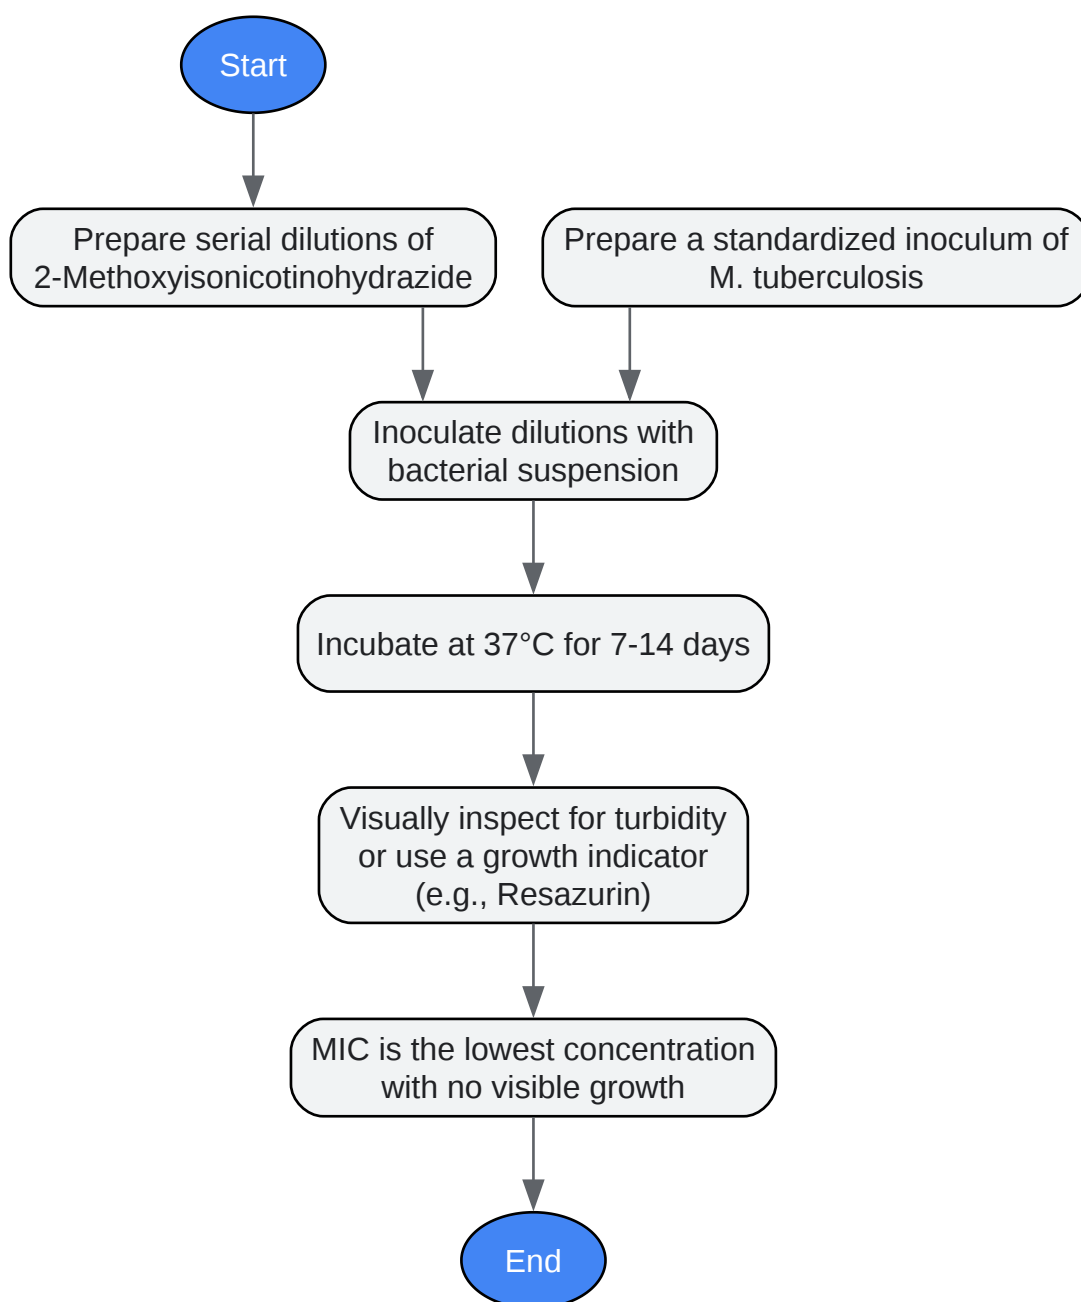 Start
Prepare serial dilutions of
2-Methoxyisonicotinohydrazide
Prepare a standardized inoculum of
M. tuberculosis
Inoculate dilutions with
bacterial suspension
Incubate at 37°C for 7-14 days
Visually inspect for turbidity
or use a growth indicator
(e.g., Resazurin)
MIC is the lowest concentration
with no visible growth
End